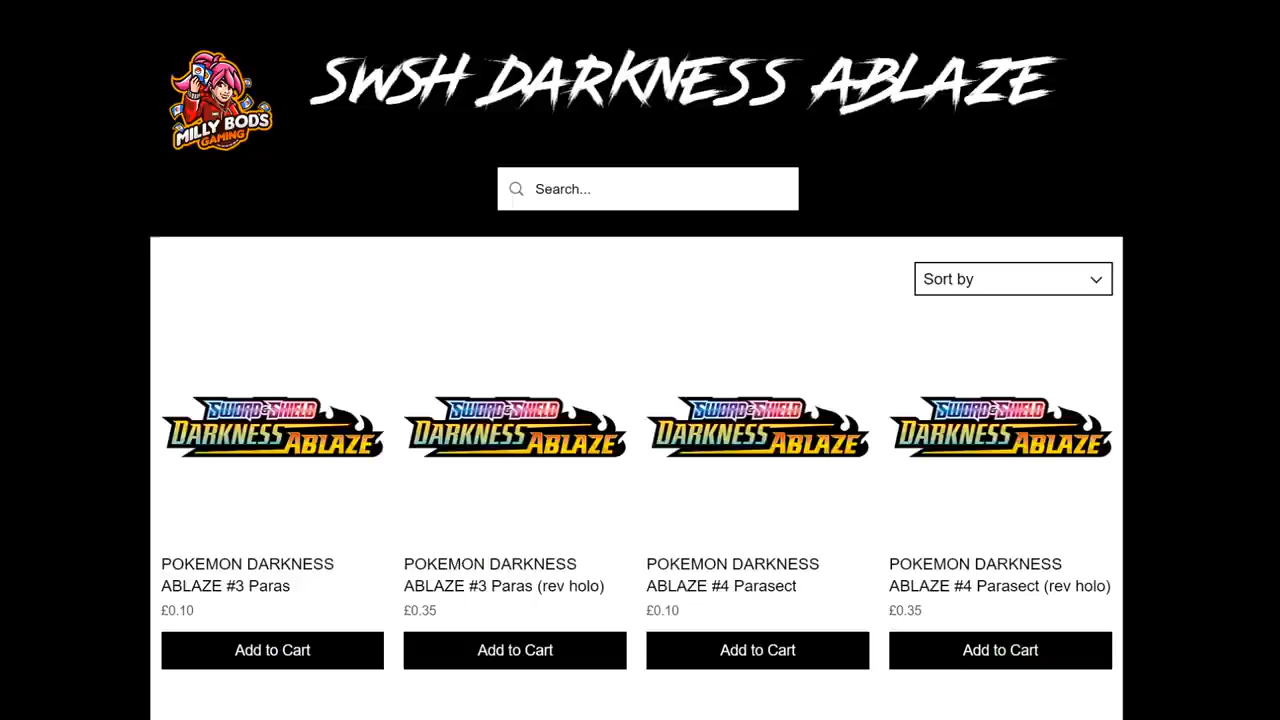 MILLY BOD'S
GAMING
SWSH DARKNESS ABLAZE
Search...
Sort by
SWORD & SHIELD
DARKNESS ABLAZE
SWORD & SHIELD
DARKNESS ABLAZE
SWORD & SHIELD
DARKNESS ABLAZE
SWORD & SHIELD
DARKNESS ABLAZE
POKEMON DARKNESS
ABLAZE #3 Paras
£0.10
Add to Cart
POKEMON DARKNESS
ABLAZE #3 Paras (rev holo)
£0.35
Add to Cart
POKEMON DARKNESS
ABLAZE #4 Parasect
£0.10
Add to Cart
POKEMON DARKNESS
ABLAZE #4 Parasect (rev holo)
£0.35
Add to Cart